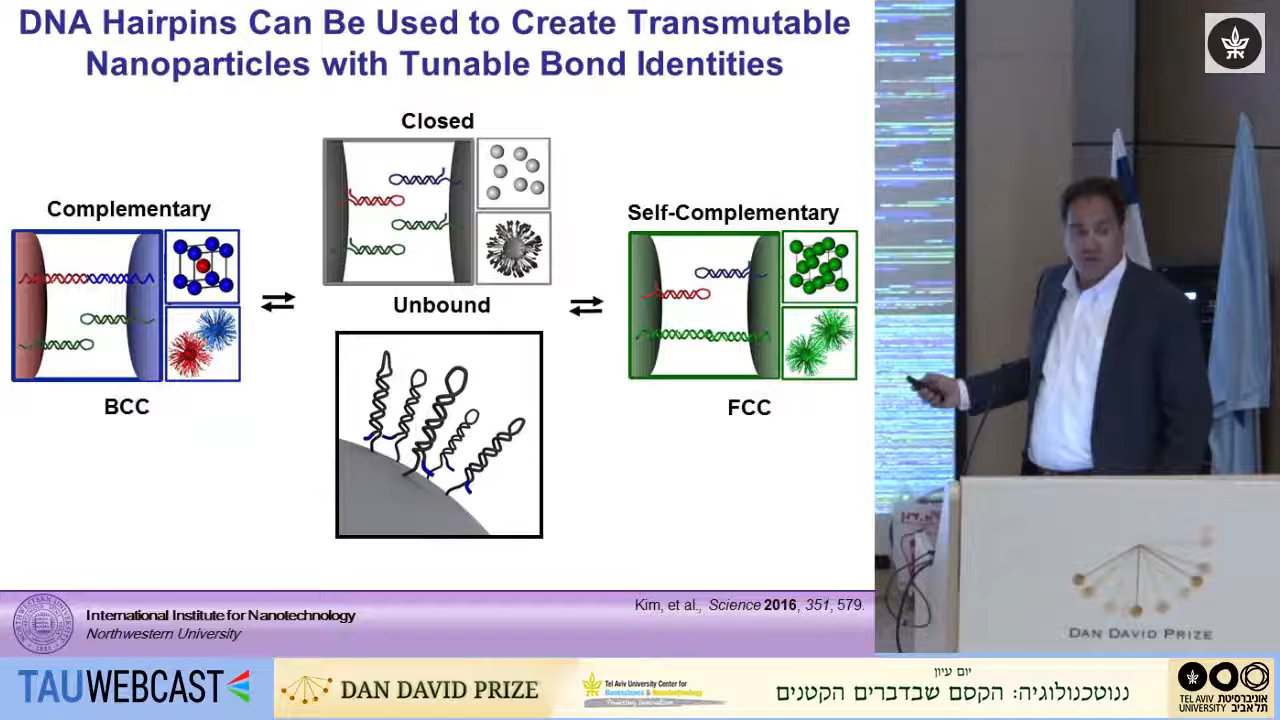 DNA Hairpins Can Be Used to Create Transmutable
Nanoparticles with Tunable Bond Identities
Closed
Complementary
Self-Complementary
Unbound
BCC
FCC
Kim, et al., Science 2016, 351, 579.
International Institute for Nanotechnology
Northwestern University
DAN DAVID PRIZE
TAUWEBCAST
DAN DAVID PRIZE
Tel Aviv University Center for
Nanoscience & Nanotechnology
יום עיון
ננוטכנולוגיה: הקסם שבדברים הקטנים
TEL AVIV אוניברסיטת
UNIVERSITY תל אביב